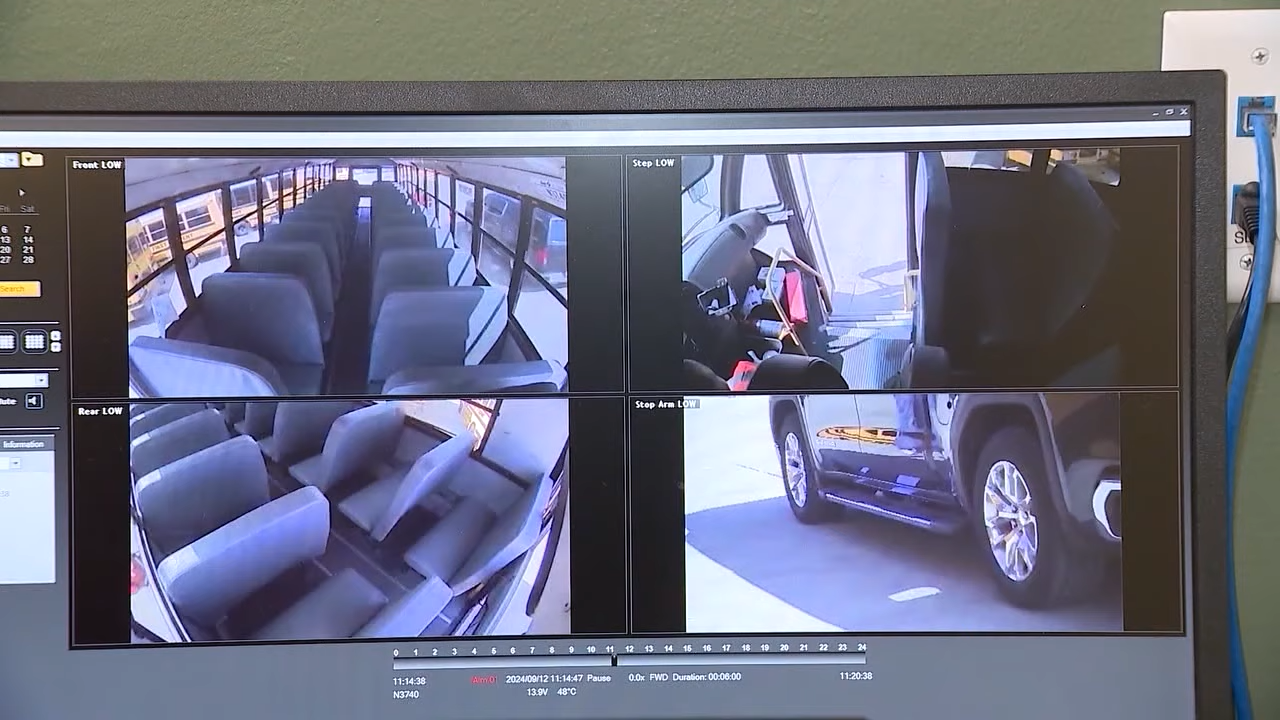 Front LOW
Step LOW
Fri Sat
6 7
13 14
20 21
27 28
Search
Rear LOW
Stop Arm LOW
Information
0 1 2 3 4 5 6 7 8 9 10 11 12 13 14 15 16 17 18 19 20 21 22 23 24
11:14:38 2024/09/12 11:14:47 Pause 0.0x FWD Duration: 00:06:00 11:20:38
N3740 13.9V 48°C